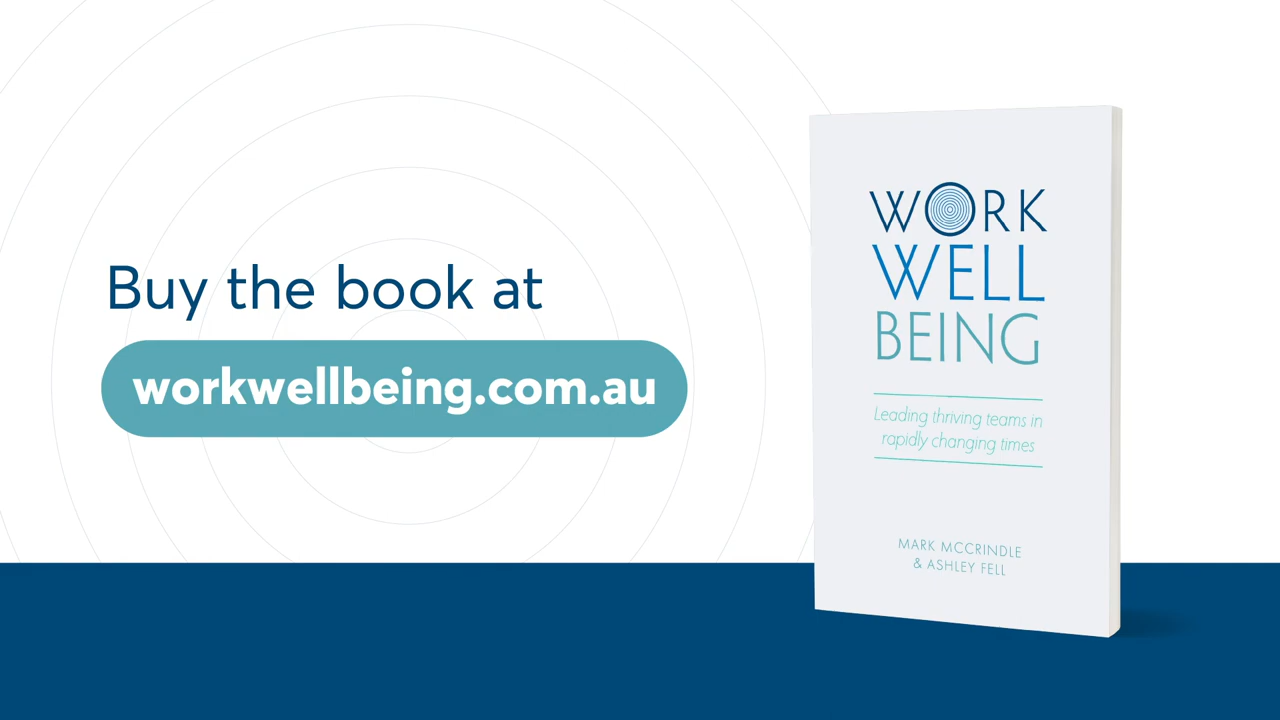 Buy the book at
workwellbeing.com.au
WORK
WELL
BEING
Leading thriving teams in
rapidly changing times
MARK MCCRINDLE
& ASHLEY FELL